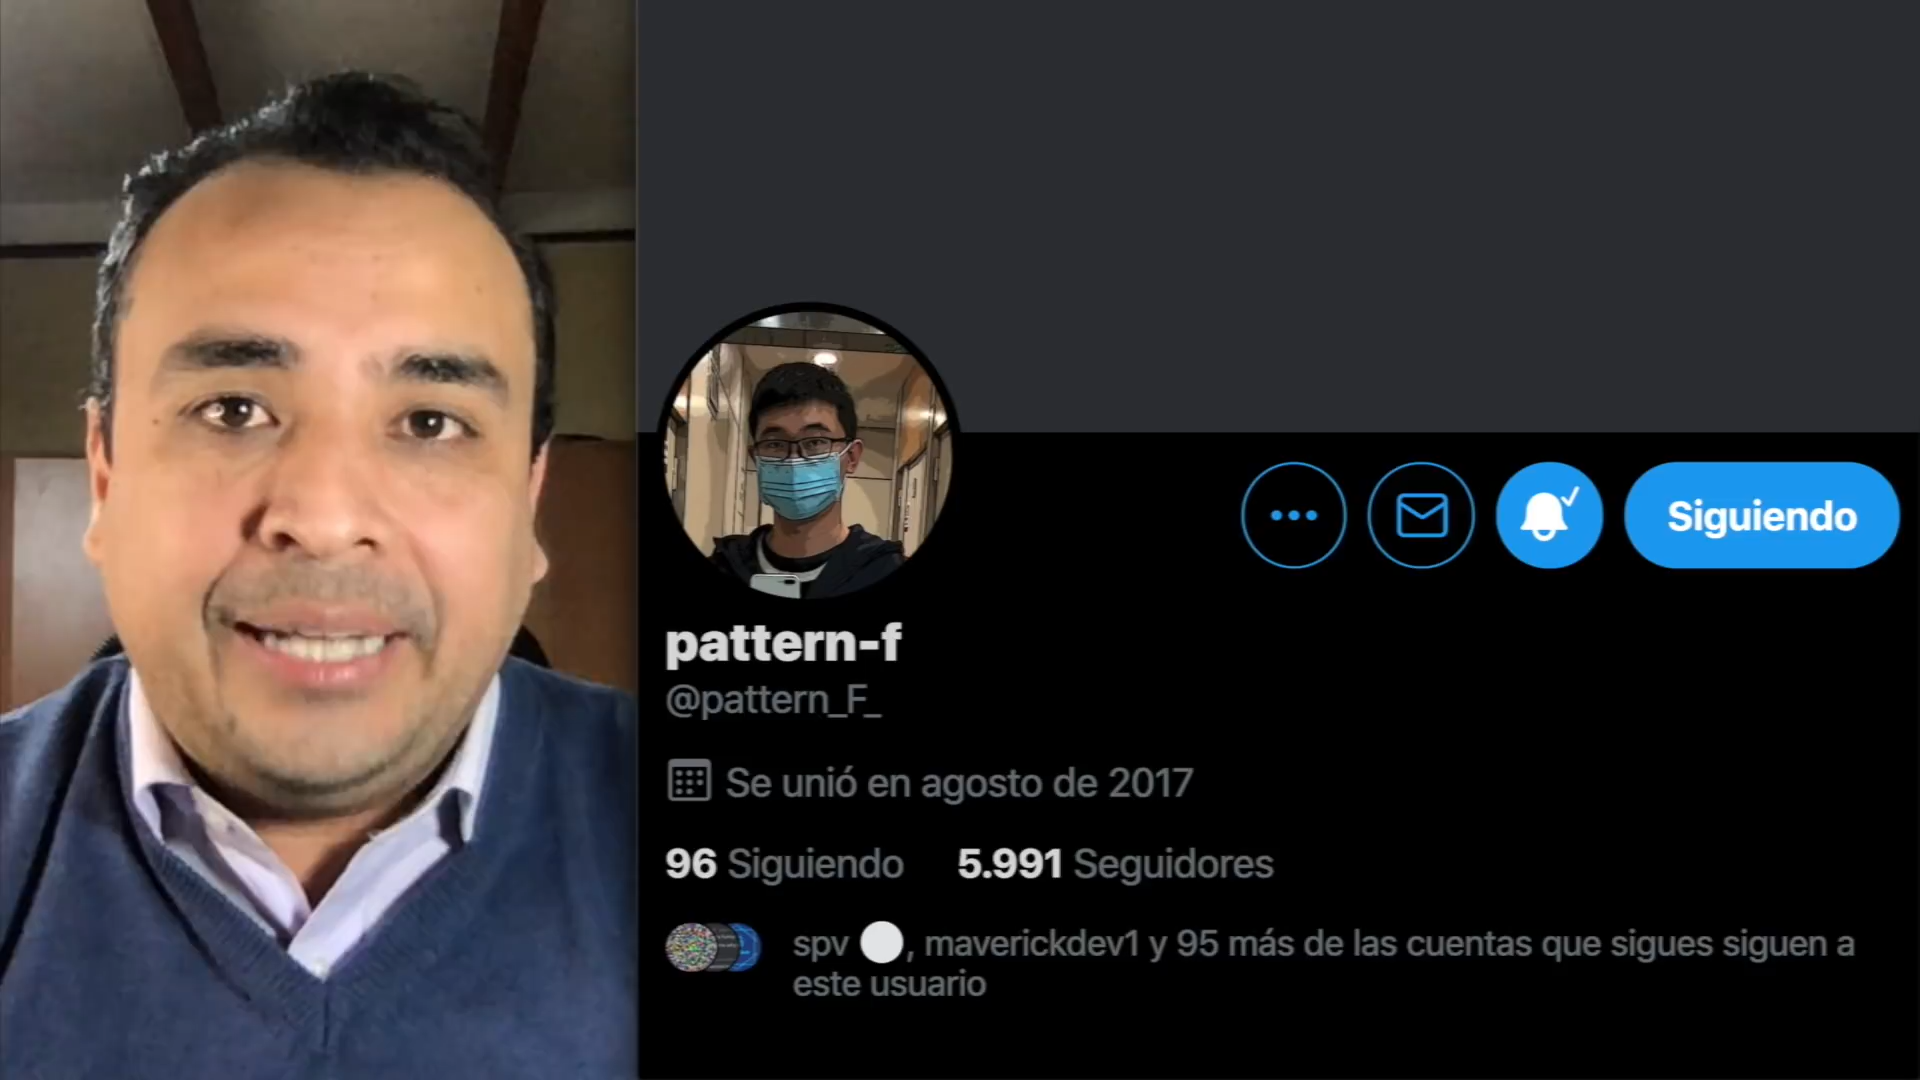 Siguiendo
pattern-f
@pattern_F_
Se unió en agosto de 2017
96 Siguiendo 5.991 Seguidores
spv , maverickdev1 y 95 más de las cuentas que sigues siguen a
este usuario